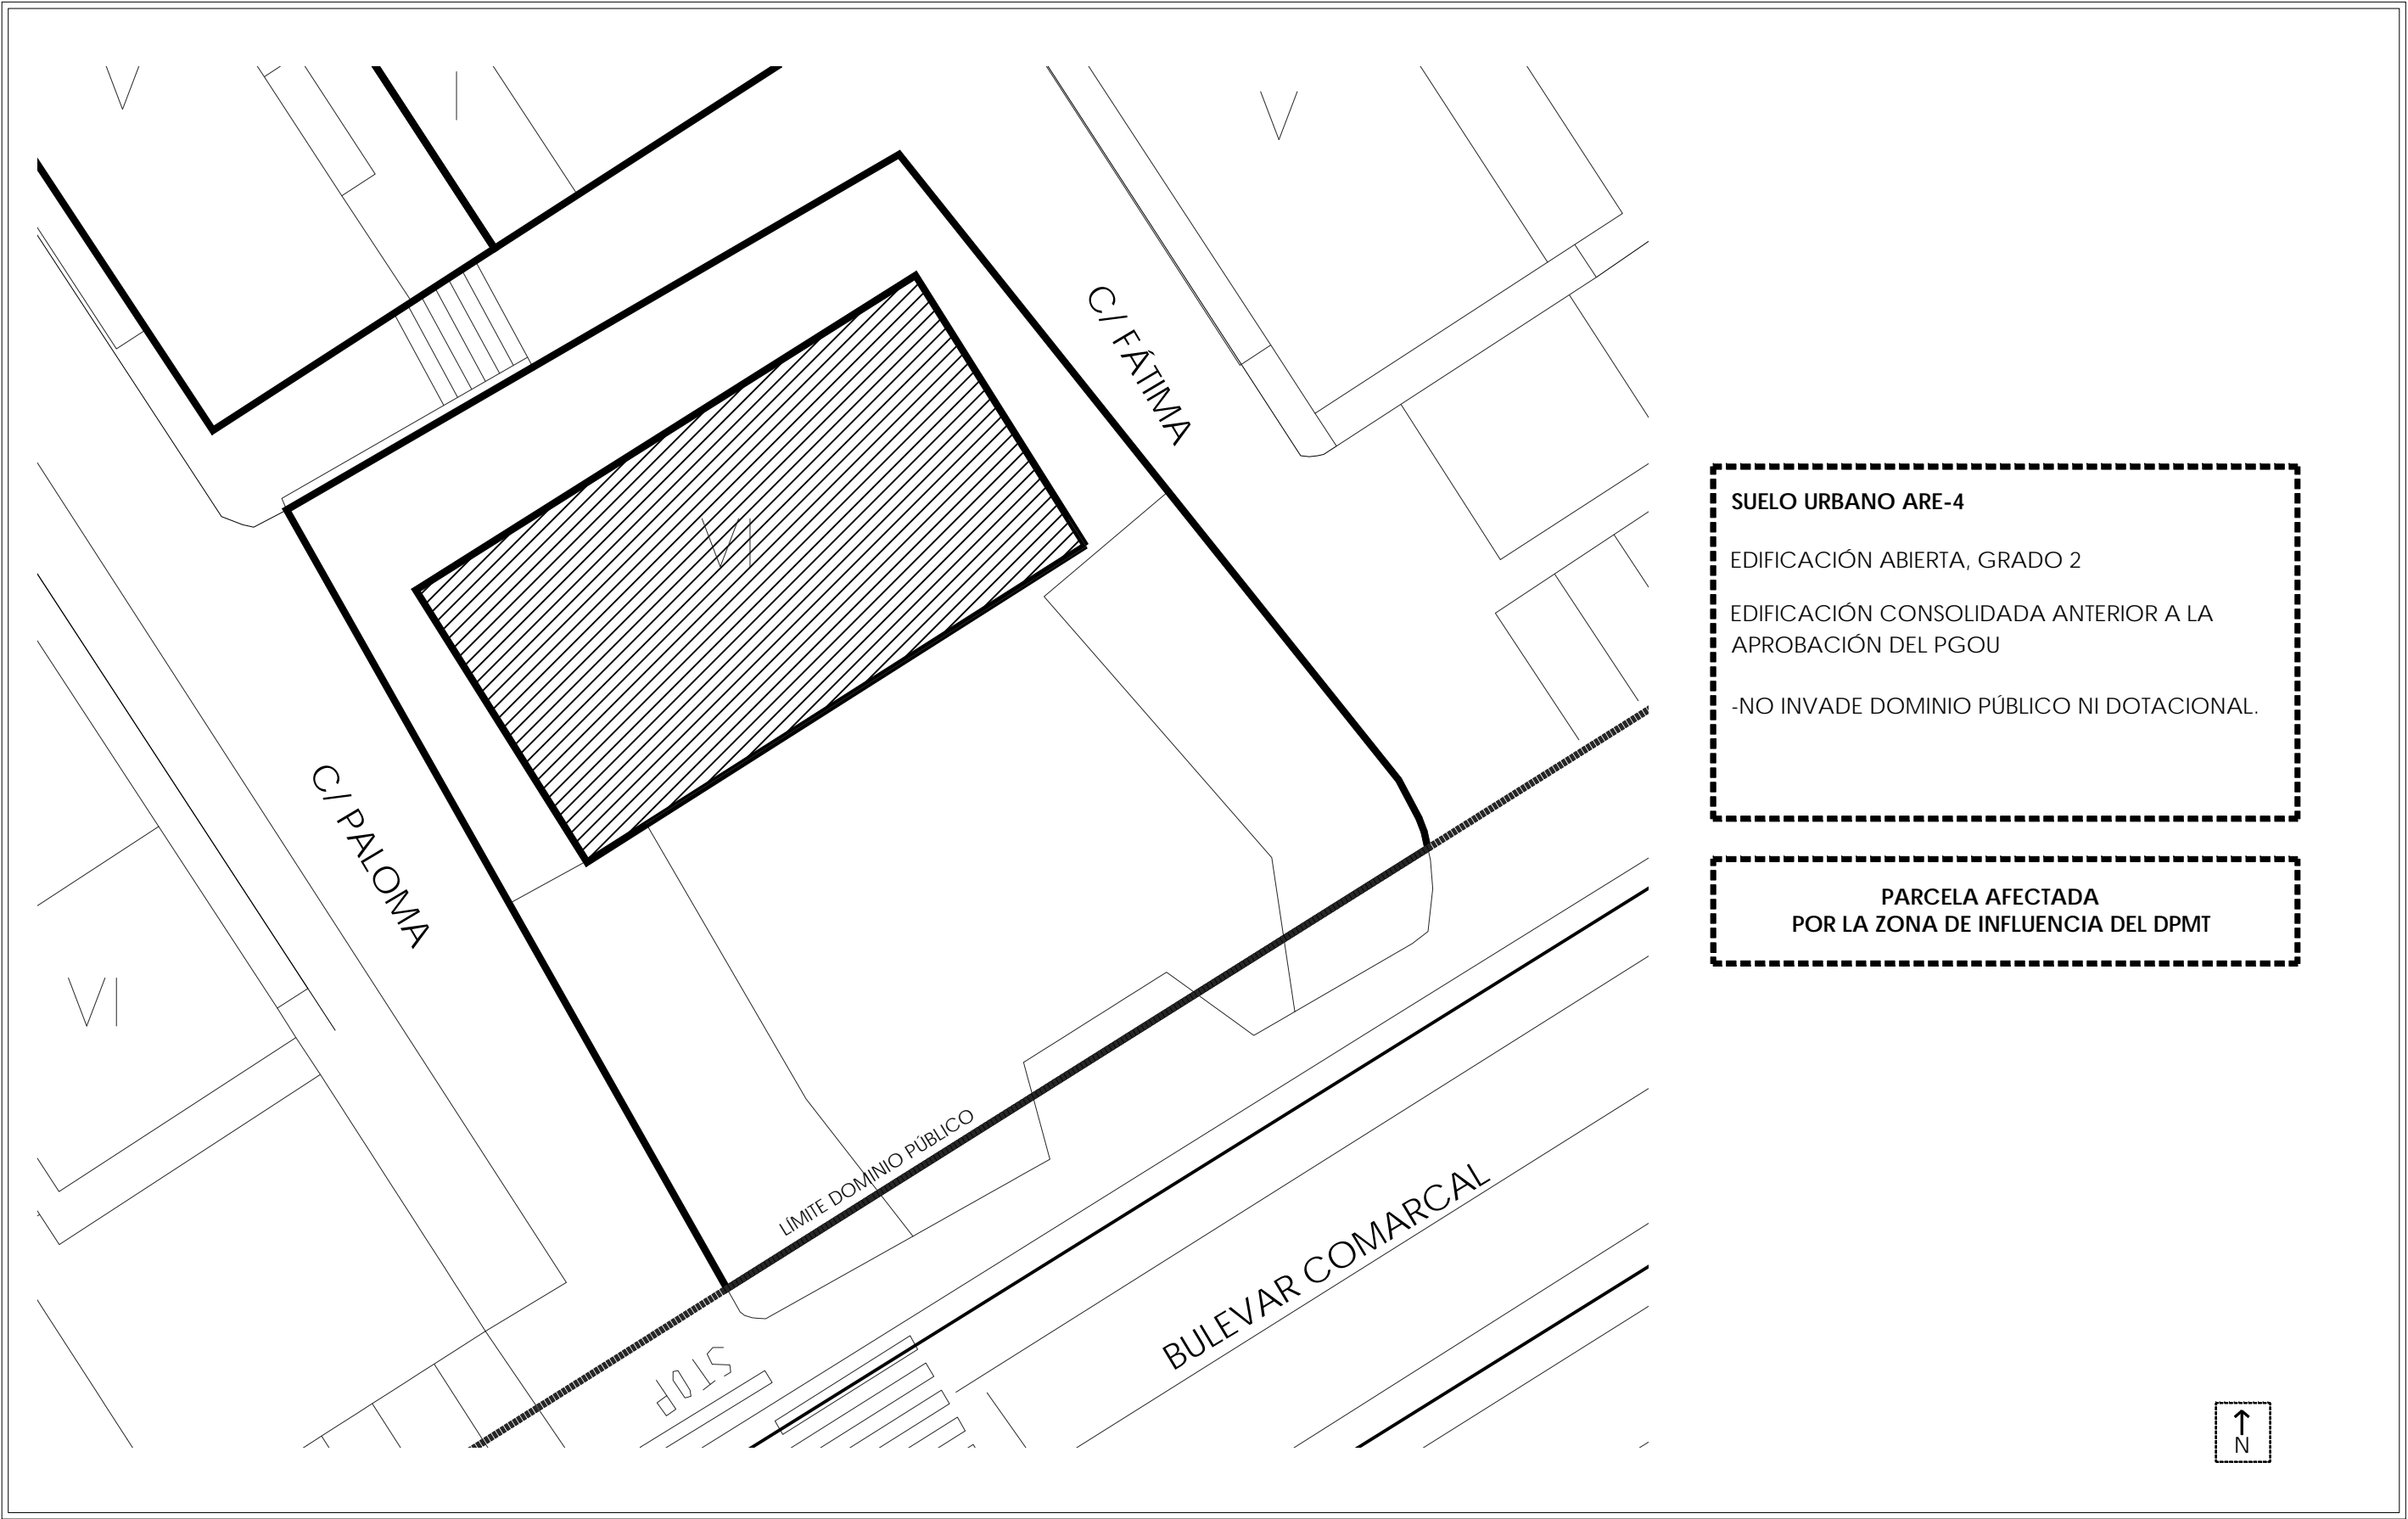 V
I
V
C/ FÁTIMA
VI
C/ PALOMA
VI
LÍMITE DOMINIO PÚBLICO
BULEVAR COMARCAL
STOP
SUELO URBANO ARE-4
EDIFICACIÓN ABIERTA, GRADO 2
EDIFICACIÓN CONSOLIDADA ANTERIOR A LA
APROBACIÓN DEL PGOU
-NO INVADE DOMINIO PÚBLICO NI DOTACIONAL.
PARCELA AFECTADA
POR LA ZONA DE INFLUENCIA DEL DPMT
N